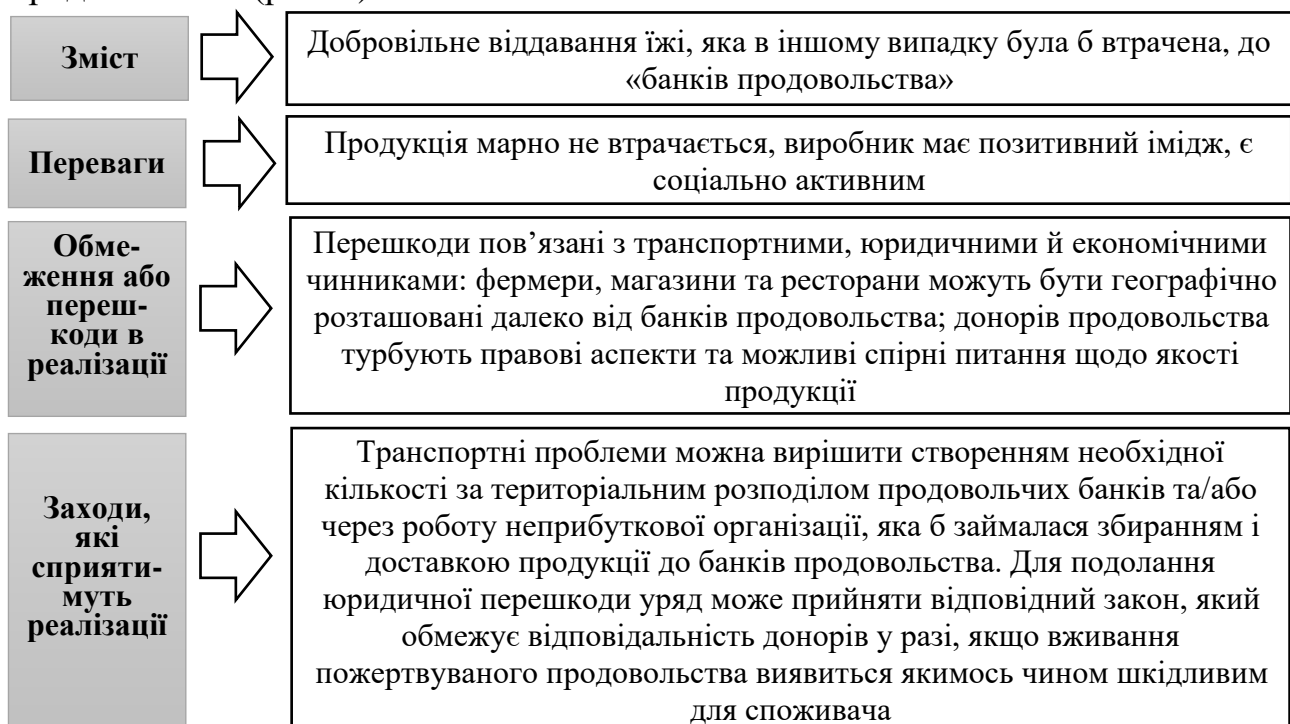 Зміст
Добровільне віддавання їжі, яка в іншому випадку була б втрачена, до
«банків продовольства»
Переваги
Продукція марно не втрачається, виробник має позитивний імідж, є
соціально активним
Обме-
ження або
переш-
коди в
реалізації
Перешкоди пов’язані з транспортними, юридичними й економічними
чинниками: фермери, магазини та ресторани можуть бути географічно
розташовані далеко від банків продовольства; донорів продовольства
турбують правові аспекти та можливі спірні питання щодо якості
продукції
Заходи,
які
сприяти-
муть
реалізації
Транспортні проблеми можна вирішити створенням необхідної
кількості за територіальним розподілом продовольчих банків та/або
через роботу неприбуткової організації, яка б займалася збиранням і
доставкою продукції до банків продовольства. Для подолання
юридичної перешкоди уряд може прийняти відповідний закон, який
обмежує відповідальність донорів у разі, якщо вживання
пожертвуваного продовольства виявиться якимось чином шкідливим
для споживача